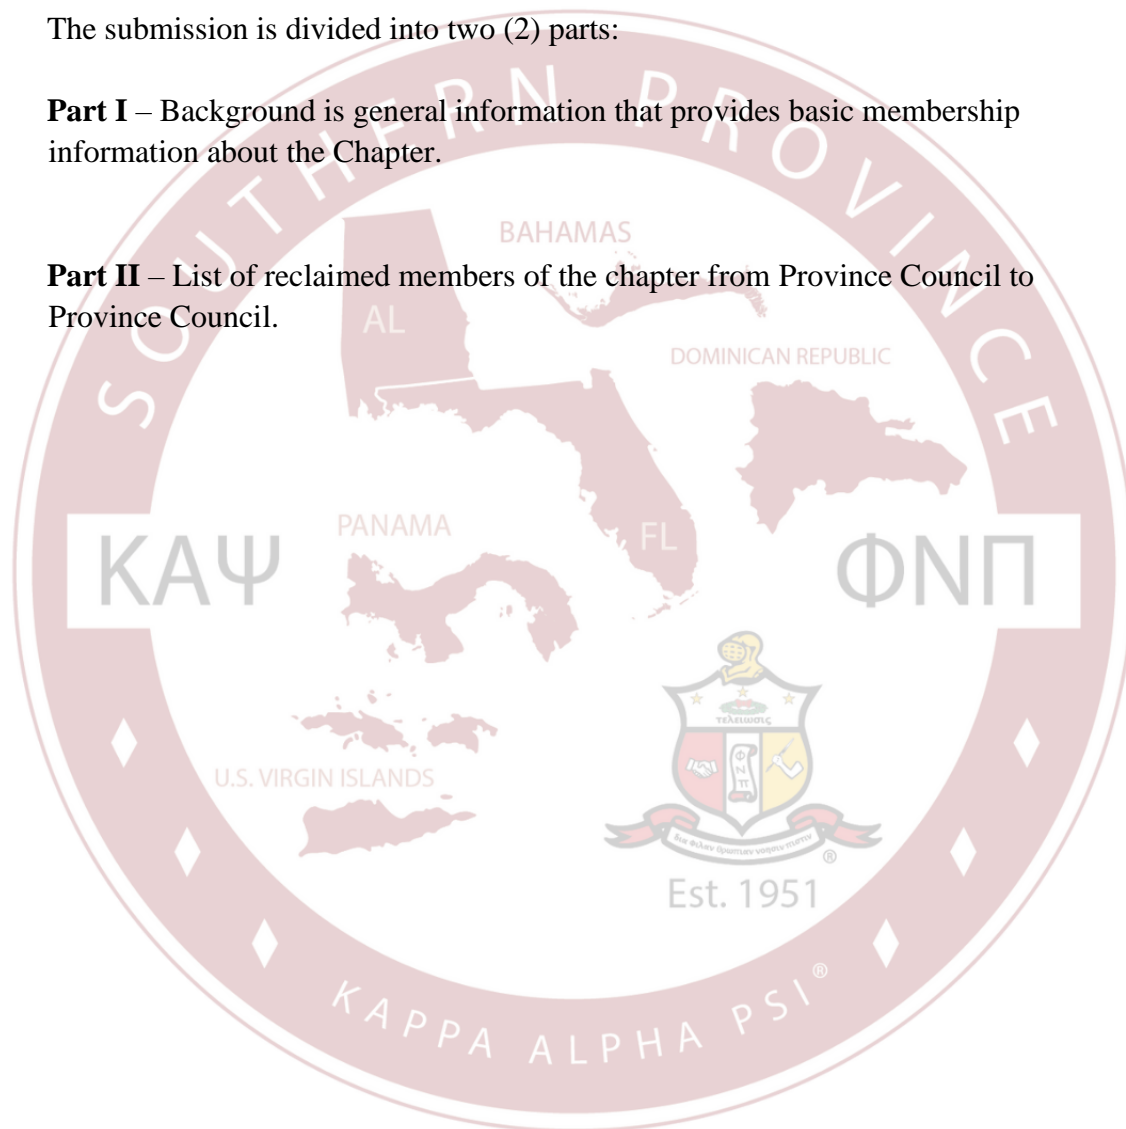 The submission is divided into two (2) parts:
Part I – Background is general information that provides basic membership
information about the Chapter.
Part II – List of reclaimed members of the chapter from Province Council to
Province Council.
SOUTHERN PROVINCE
BAHAMAS
AL
DOMINICAN REPUBLIC
PANAMA
FL
ΚΑΨ
ΦΝΠ
U.S. VIRGIN ISLANDS
τελειωσις
Φ
Ν
π
®
Est. 1951
KAPPA ALPHA PSI®